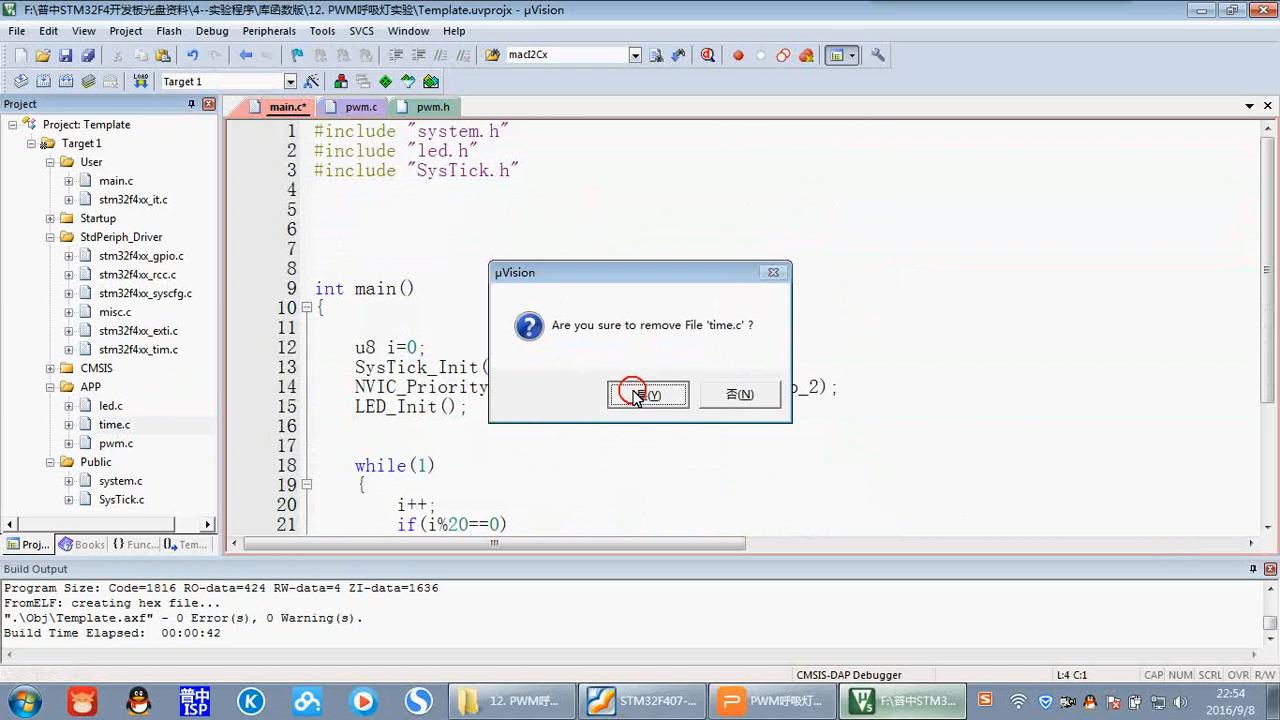 F:\普中STM32F4开发板光盘资料\4--实验程序\库函数版\12. PWM呼吸灯实验\Template.uvprojx - µVision
File Edit View Project Flash Debug Peripherals Tools SVCS Window Help
macI2Cx
LOAD Target 1
Project
main.c* pwm.c pwm.h
Project: Template
Target 1
User
main.c
stm32f4xx_it.c
Startup
StdPeriph_Driver
stm32f4xx_gpio.c
stm32f4xx_rcc.c
stm32f4xx_syscfg.c
misc.c
stm32f4xx_exti.c
stm32f4xx_tim.c
CMSIS
APP
led.c
time.c
pwm.c
Public
system.c
SysTick.c
Proj... Books {} Func... Tem...
1 #include "system.h"
2 #include "led.h"
3 #include "SysTick.h"
4
5
6
7
8
9 int main()
10 {
11
12 u8 i=0;
13 SysTick_Init(
14 NVIC_Priority p_2);
15 LED_Init();
16
17
18 while(1)
19 {
20 i++;
21 if(i%20==0)
µVision
Are you sure to remove File 'time.c' ?
(Y) 否(N)
Build Output
Program Size: Code=1816 RO-data=424 RW-data=4 ZI-data=1636
FromELF: creating hex file...
".\Obj\Template.axf" - 0 Error(s), 0 Warning(s).
Build Time Elapsed:  00:00:42
CMSIS-DAP Debugger L:4 C:1 CAP NUM SCRL OVR R/W
普中
ISP
12. PWM呼... STM32F407-... PWM呼吸灯... F:\普中STM3...
22:54
2016/9/8